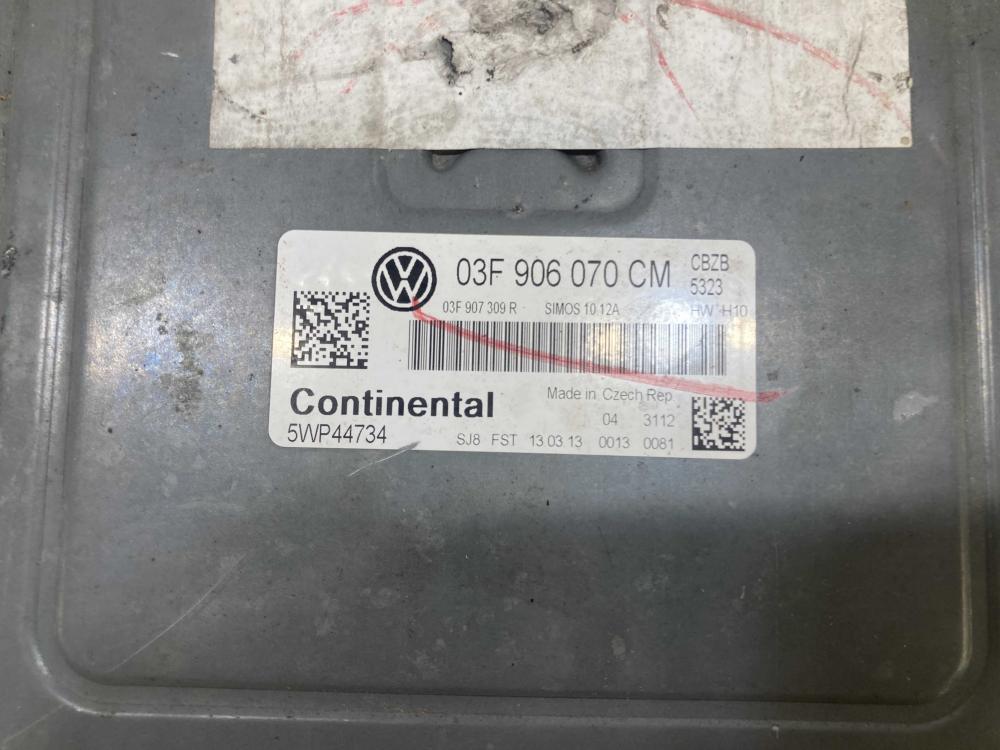 03F 906 070 CM
CBZB
5323
03F 907 309 R SIMOS 10 12A HW H10
Continental
Made in Czech Rep
04 3112
5WP44734
SJ8 FST 13 03 13 0013 0081